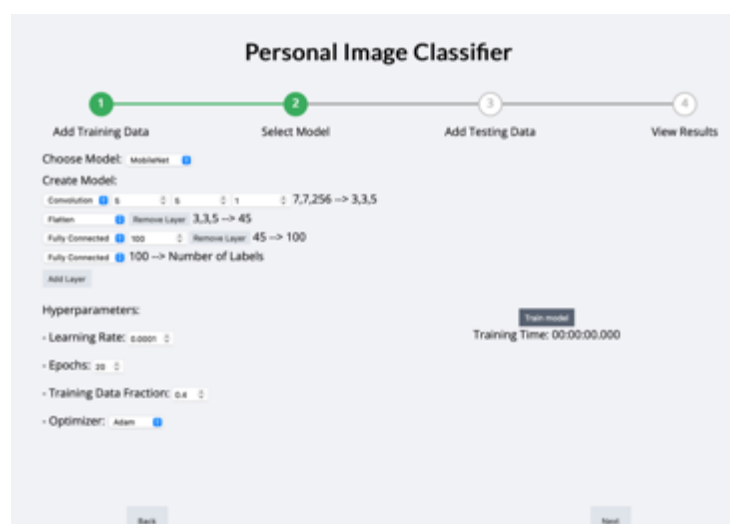 Personal Image Classifier
1 2 3 4
Add Training Data Select Model Add Testing Data View Results
Choose Model: MobileNet
Create Model:
Convolution 5 5 1 7,7,256 --> 3,3,5
Flatten Remove Layer 3,3,5 --> 45
Fully Connected 100 Remove Layer 45 --> 100
Fully Connected 100 --> Number of Labels
Add Layer
Hyperparameters:
Train model
- Learning Rate: 0.0001
Training Time: 00:00:00.000
- Epochs: 20
- Training Data Fraction: 0.4
- Optimizer: Adam
Back Next